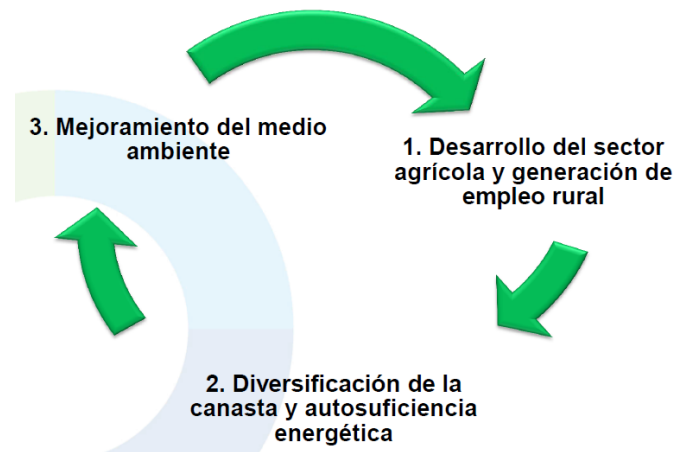 3. Mejoramiento del medio
ambiente
1. Desarrollo del sector
agrícola y generación de
empleo rural
2. Diversificación de la
canasta y autosuficiencia
energética